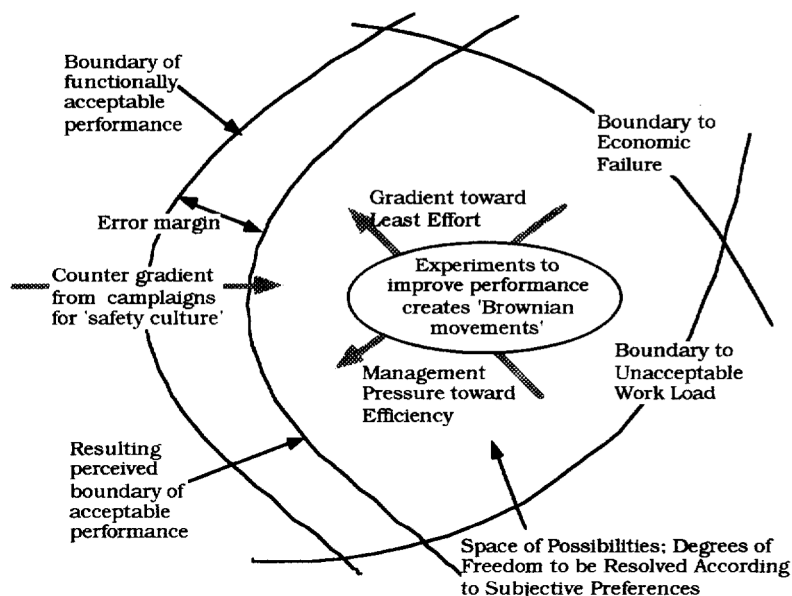 Boundary of
functionally
acceptable
performance
Boundary to
Economic
Failure
Error margin
Gradient toward
Least Effort
Counter gradient
from camplaigns
for 'safety culture'
Experiments to
improve performance
creates 'Brownian
movements'
Management
Pressure toward
Efficiency
Boundary to
Unacceptable
Work Load
Resulting
perceived
boundary of
acceptable
performance
Space of Possibilities; Degrees of
Freedom to be Resolved According
to Subjective Preferences